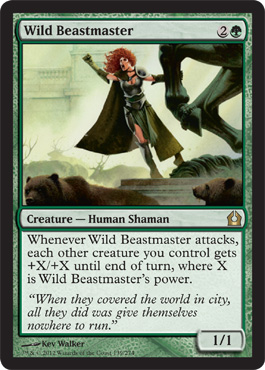 Wild Beastmaster 2
Creature — Human Shaman
Whenever Wild Beastmaster attacks,
each other creature you control gets
+X/+X until end of turn, where X
is Wild Beastmaster's power.
“When they covered the world in city,
all they did was give themselves
nowhere to run.”
Kev Walker
1/1